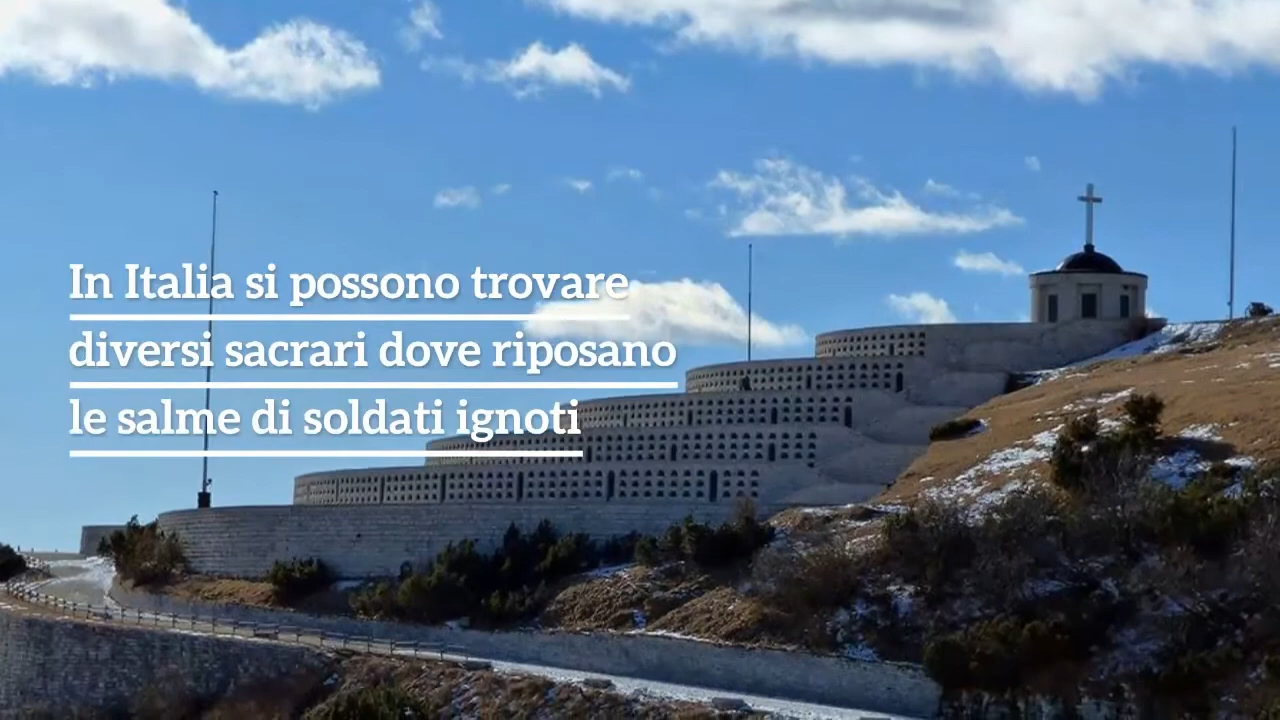 In Italia si possono trovare
diversi sacrari dove riposano
le salme di soldati ignoti